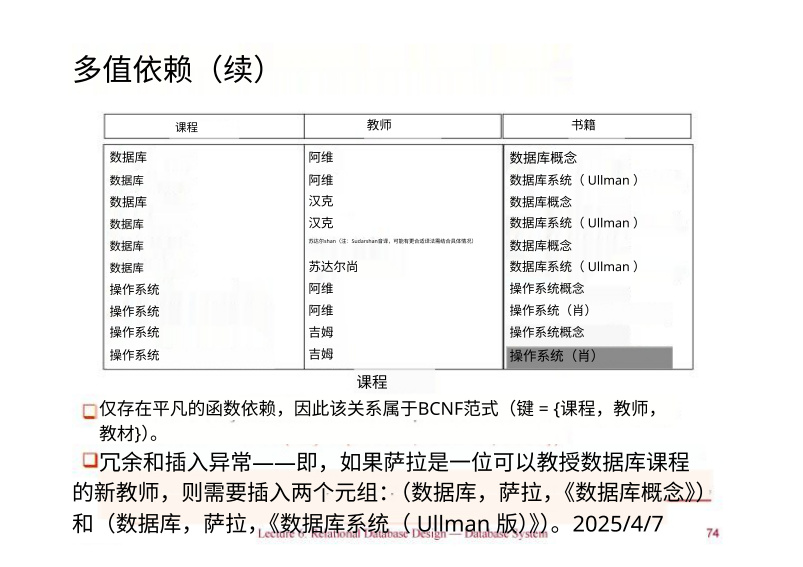 多值依赖（续）
课程 教师 书籍
数据库 阿维 数据库概念
数据库 阿维 数据库系统（ Ullman ）
数据库 汉克 数据库概念
数据库 汉克 数据库系统（ Ullman ）
数据库 苏达尔shan（注：Sudarshan音译，可能有更合适译法需结合具体情况） 数据库概念
数据库 苏达尔尚 数据库系统（ Ullman ）
操作系统 阿维 操作系统概念
操作系统 阿维 操作系统（肖）
操作系统 吉姆 操作系统概念
操作系统 吉姆 操作系统（肖）
课程
仅存在平凡的函数依赖，因此该关系属于BCNF范式（键 = {课程，教师，
教材}）。
冗余和插入异常——即，如果萨拉是一位可以教授数据库课程
的新教师，则需要插入两个元组：（数据库，萨拉，《数据库概念》）
和（数据库，萨拉，《数据库系统（ Ullman 版）》）。2025/4/7
Lecture 6: Relational Database Design — Database System 74